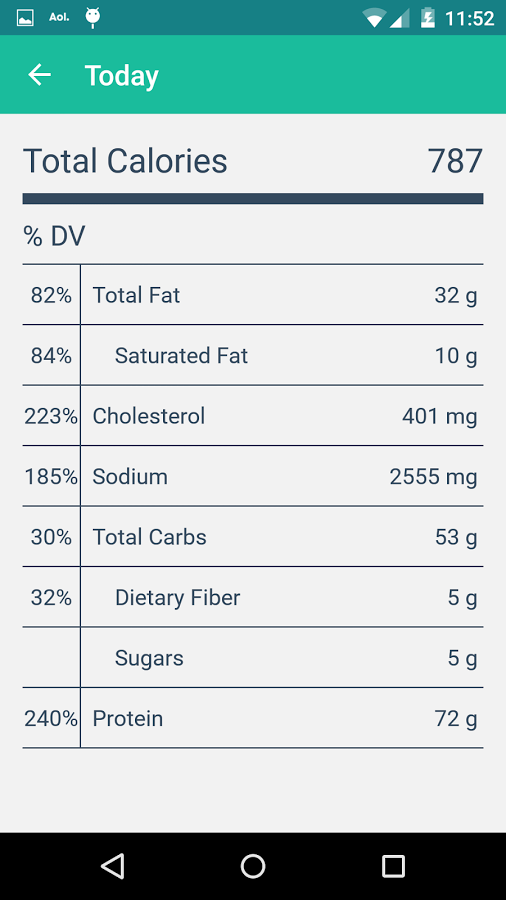 Aol. 11:52
Today
Total Calories 787
% DV
82% Total Fat 32 g
84% Saturated Fat 10 g
223% Cholesterol 401 mg
185% Sodium 2555 mg
30% Total Carbs 53 g
32% Dietary Fiber 5 g
Sugars 5 g
240% Protein 72 g